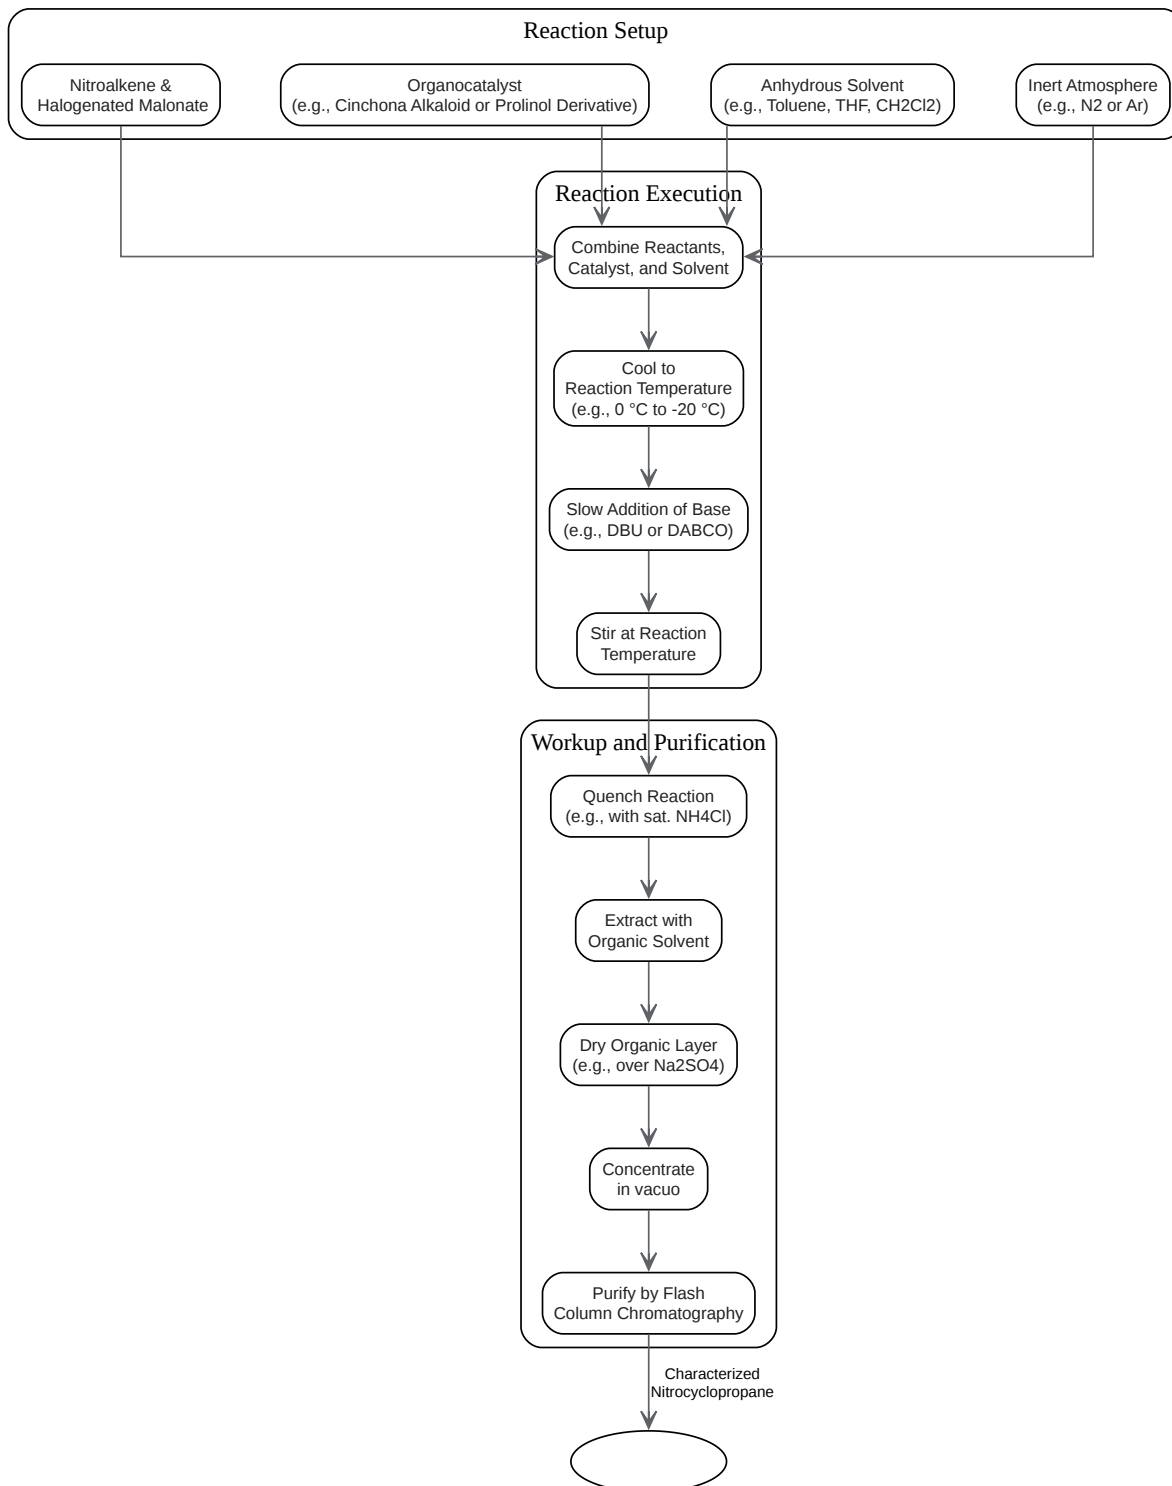 Reaction Setup
Nitroalkene &
Halogenated Malonate
Organocatalyst
(e.g., Cinchona Alkaloid or Prolinol Derivative)
Anhydrous Solvent
(e.g., Toluene, THF, CH2Cl2)
Inert Atmosphere
(e.g., N2 or Ar)
Reaction Execution
Combine Reactants,
Catalyst, and Solvent
Cool to
Reaction Temperature
(e.g., 0 °C to -20 °C)
Slow Addition of Base
(e.g., DBU or DABCO)
Stir at Reaction
Temperature
Workup and Purification
Quench Reaction
(e.g., with sat. NH4Cl)
Extract with
Organic Solvent
Dry Organic Layer
(e.g., over Na2SO4)
Concentrate
in vacuo
Purify by Flash
Column Chromatography
Characterized
Nitrocyclopropane